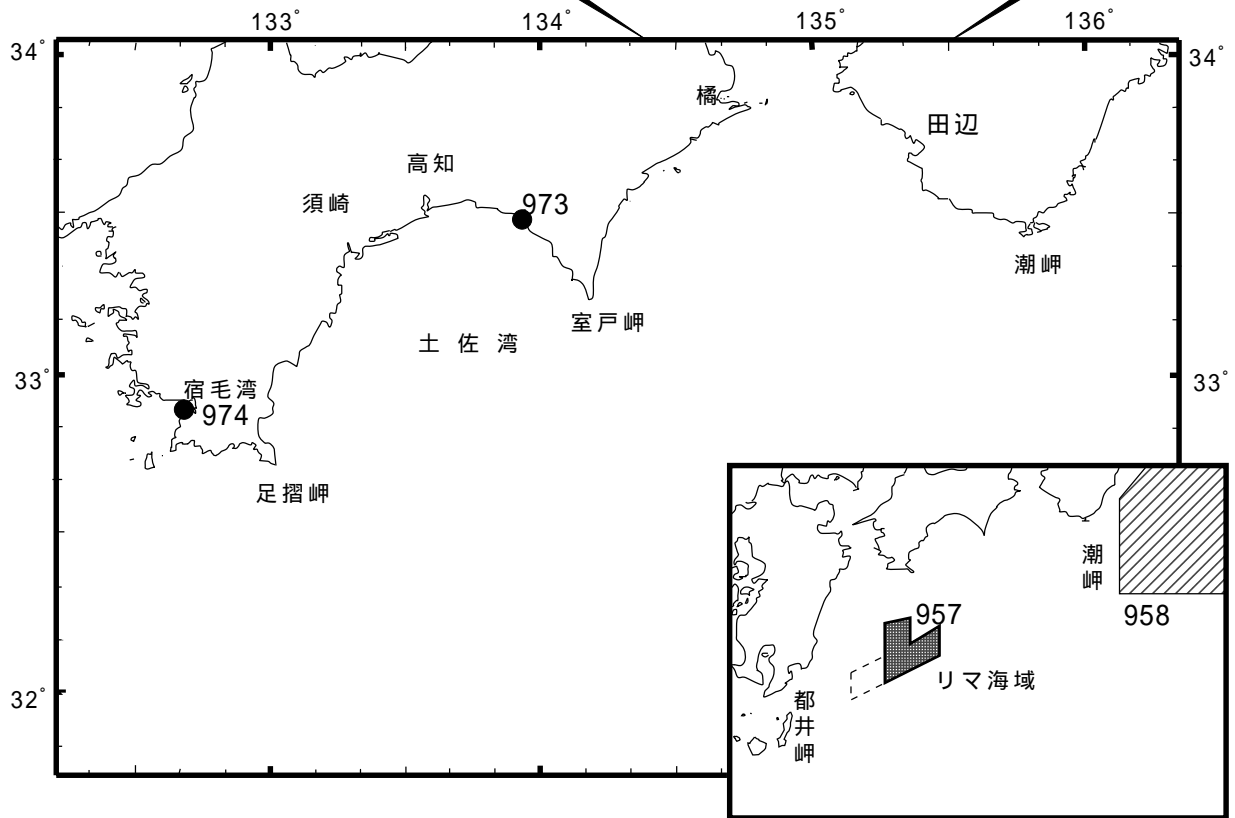 133°
134°
135°
136°
34°
34°
橘
田辺
高知
973
須崎
潮岬
室戸岬
土佐湾
33°
33°
宿毛湾
974
足摺岬
潮岬
957
958
リマ海域
32°
都井岬